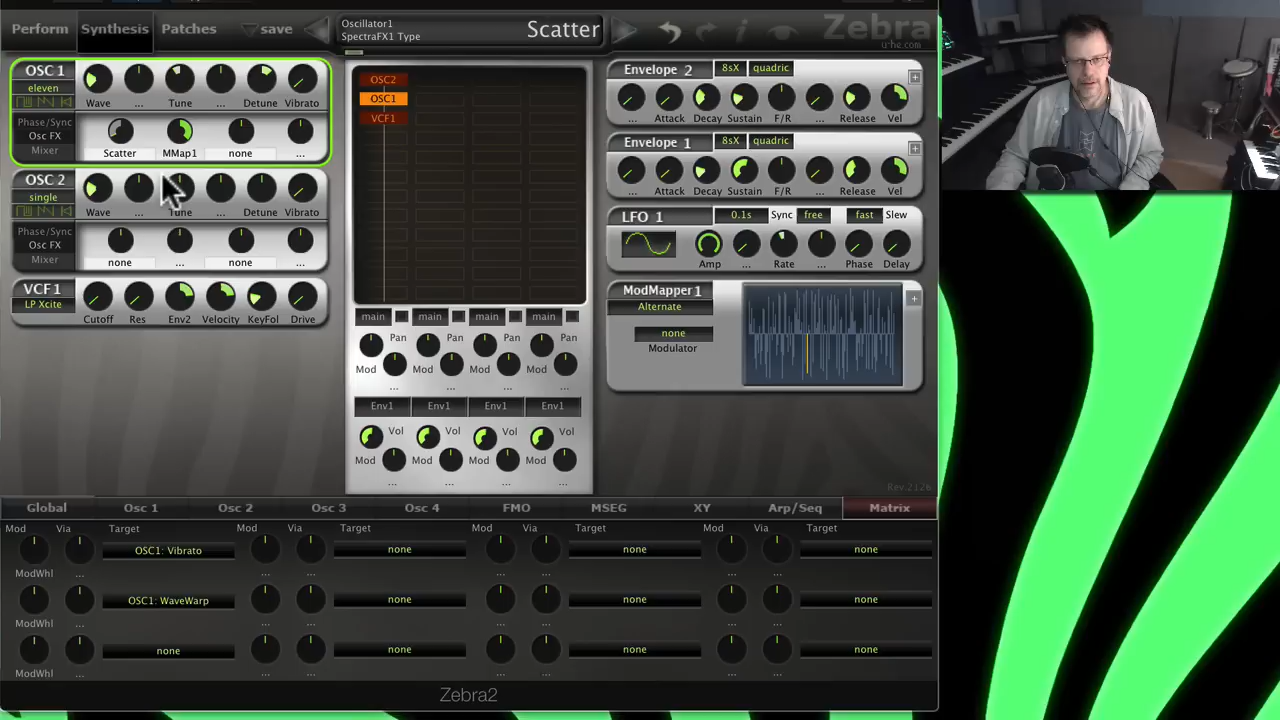 Perform Synthesis Patches save
Oscillator1
SpectraFX1 Type
Scatter
Zebra
u-he.com
OSC 1
eleven
Wave ... Tune ... Detune Vibrato
Phase/Sync
Osc FX
Mixer
Scatter MMap1 none ...
OSC 2
single
Wave ... Tune ... Detune Vibrato
Phase/Sync
Osc FX
Mixer
none ... none ...
VCF1
LP Xcite
Cutoff Res Env2 Velocity KeyFol Drive
OSC2
OSC1
VCF1
main main main main
Pan Pan Pan Pan
Mod Mod Mod Mod
... ... ... ...
Env1 Env1 Env1 Env1
Vol Vol Vol Vol
Mod Mod Mod Mod
... ... ... ...
Envelope 2 8sX quadric +
... Attack Decay Sustain F/R ... Release Vel
Envelope 1 8sX quadric +
... Attack Decay Sustain F/R ... Release Vel
LFO 1 0.1s Sync free fast Slew
Amp ... Rate ... Phase Delay
ModMapper1 +
Alternate
none
Modulator
Rev.2126
Global Osc 1 Osc 2 Osc 3 Osc 4 FMO MSEG XY Arp/Seq Matrix
Mod Via Target Mod Via Target Mod Via Target Mod Via Target
OSC1: Vibrato none none none
ModWhl ... ... ... ... ... ... ...
OSC1: WaveWarp none none none
ModWhl ... ... ... ... ... ... ...
none none none none
ModWhl ... ... ... ... ... ... ...
Zebra2